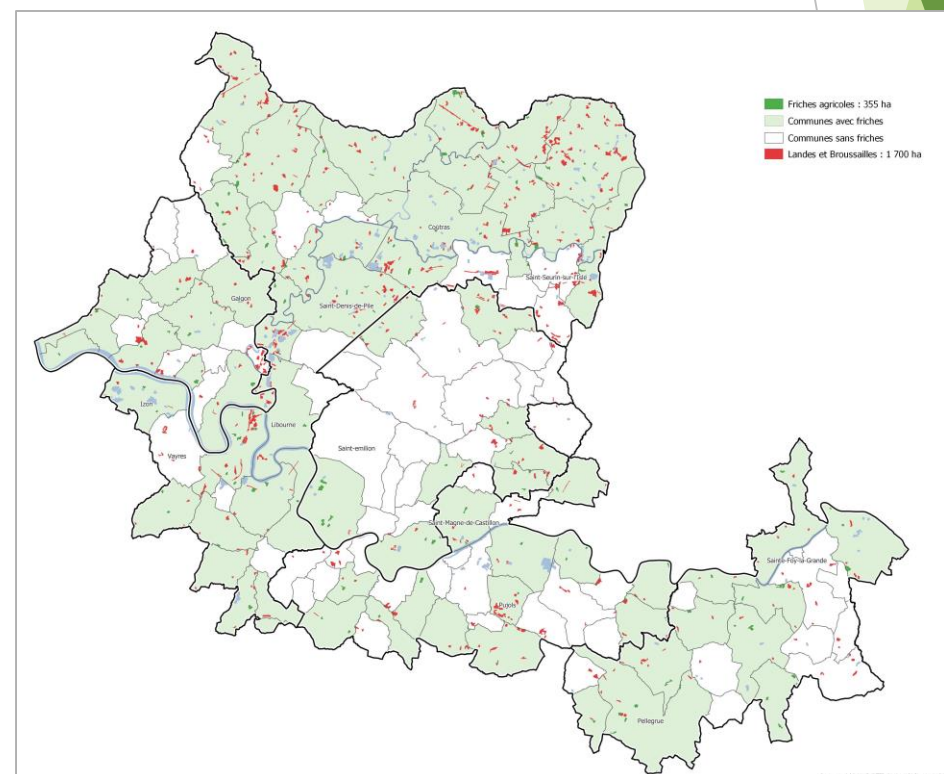 Friches agricoles : 355 ha
Communes avec friches
Communes sans friches
Landes et Broussailles : 1 700 ha
Coutras
Saint-Seurin-sur-l'Isle
Galgon
Saint-Denis-de-Pile
Izon
Libourne
Vayres
Saint-emilion
Saint-Magne-de-Castillon
Sainte-Foy-la-Grande
Pujols
Pellegrue